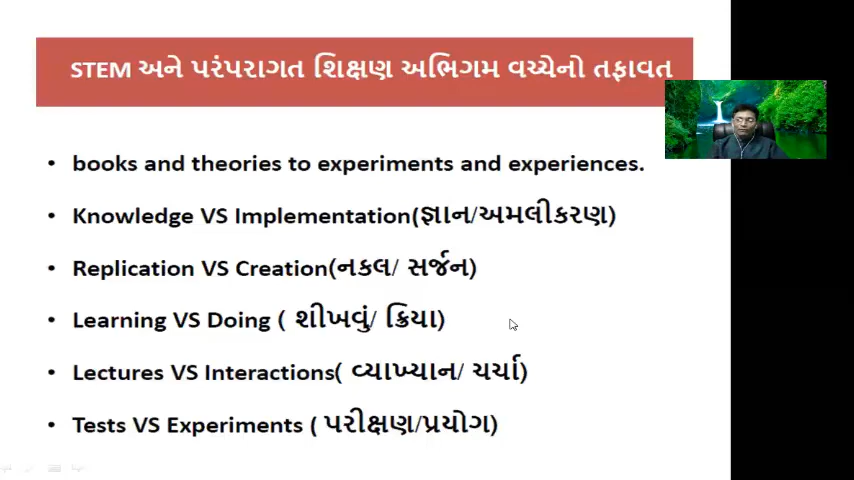 STEM અને પરંપરાગત શિક્ષણ અભિગમ વચ્ચેનો તફાવત
• books and theories to experiments and experiences.
• Knowledge VS Implementation(જ્ઞાન/અમલીકરણ)
• Replication VS Creation(નકલ/ સર્જન)
• Learning VS Doing ( શીખવું/ ક્રિયા)
• Lectures VS Interactions( વ્યાખ્યાન/ ચર્ચા)
• Tests VS Experiments ( પરીક્ષણ/પ્રયોગ)